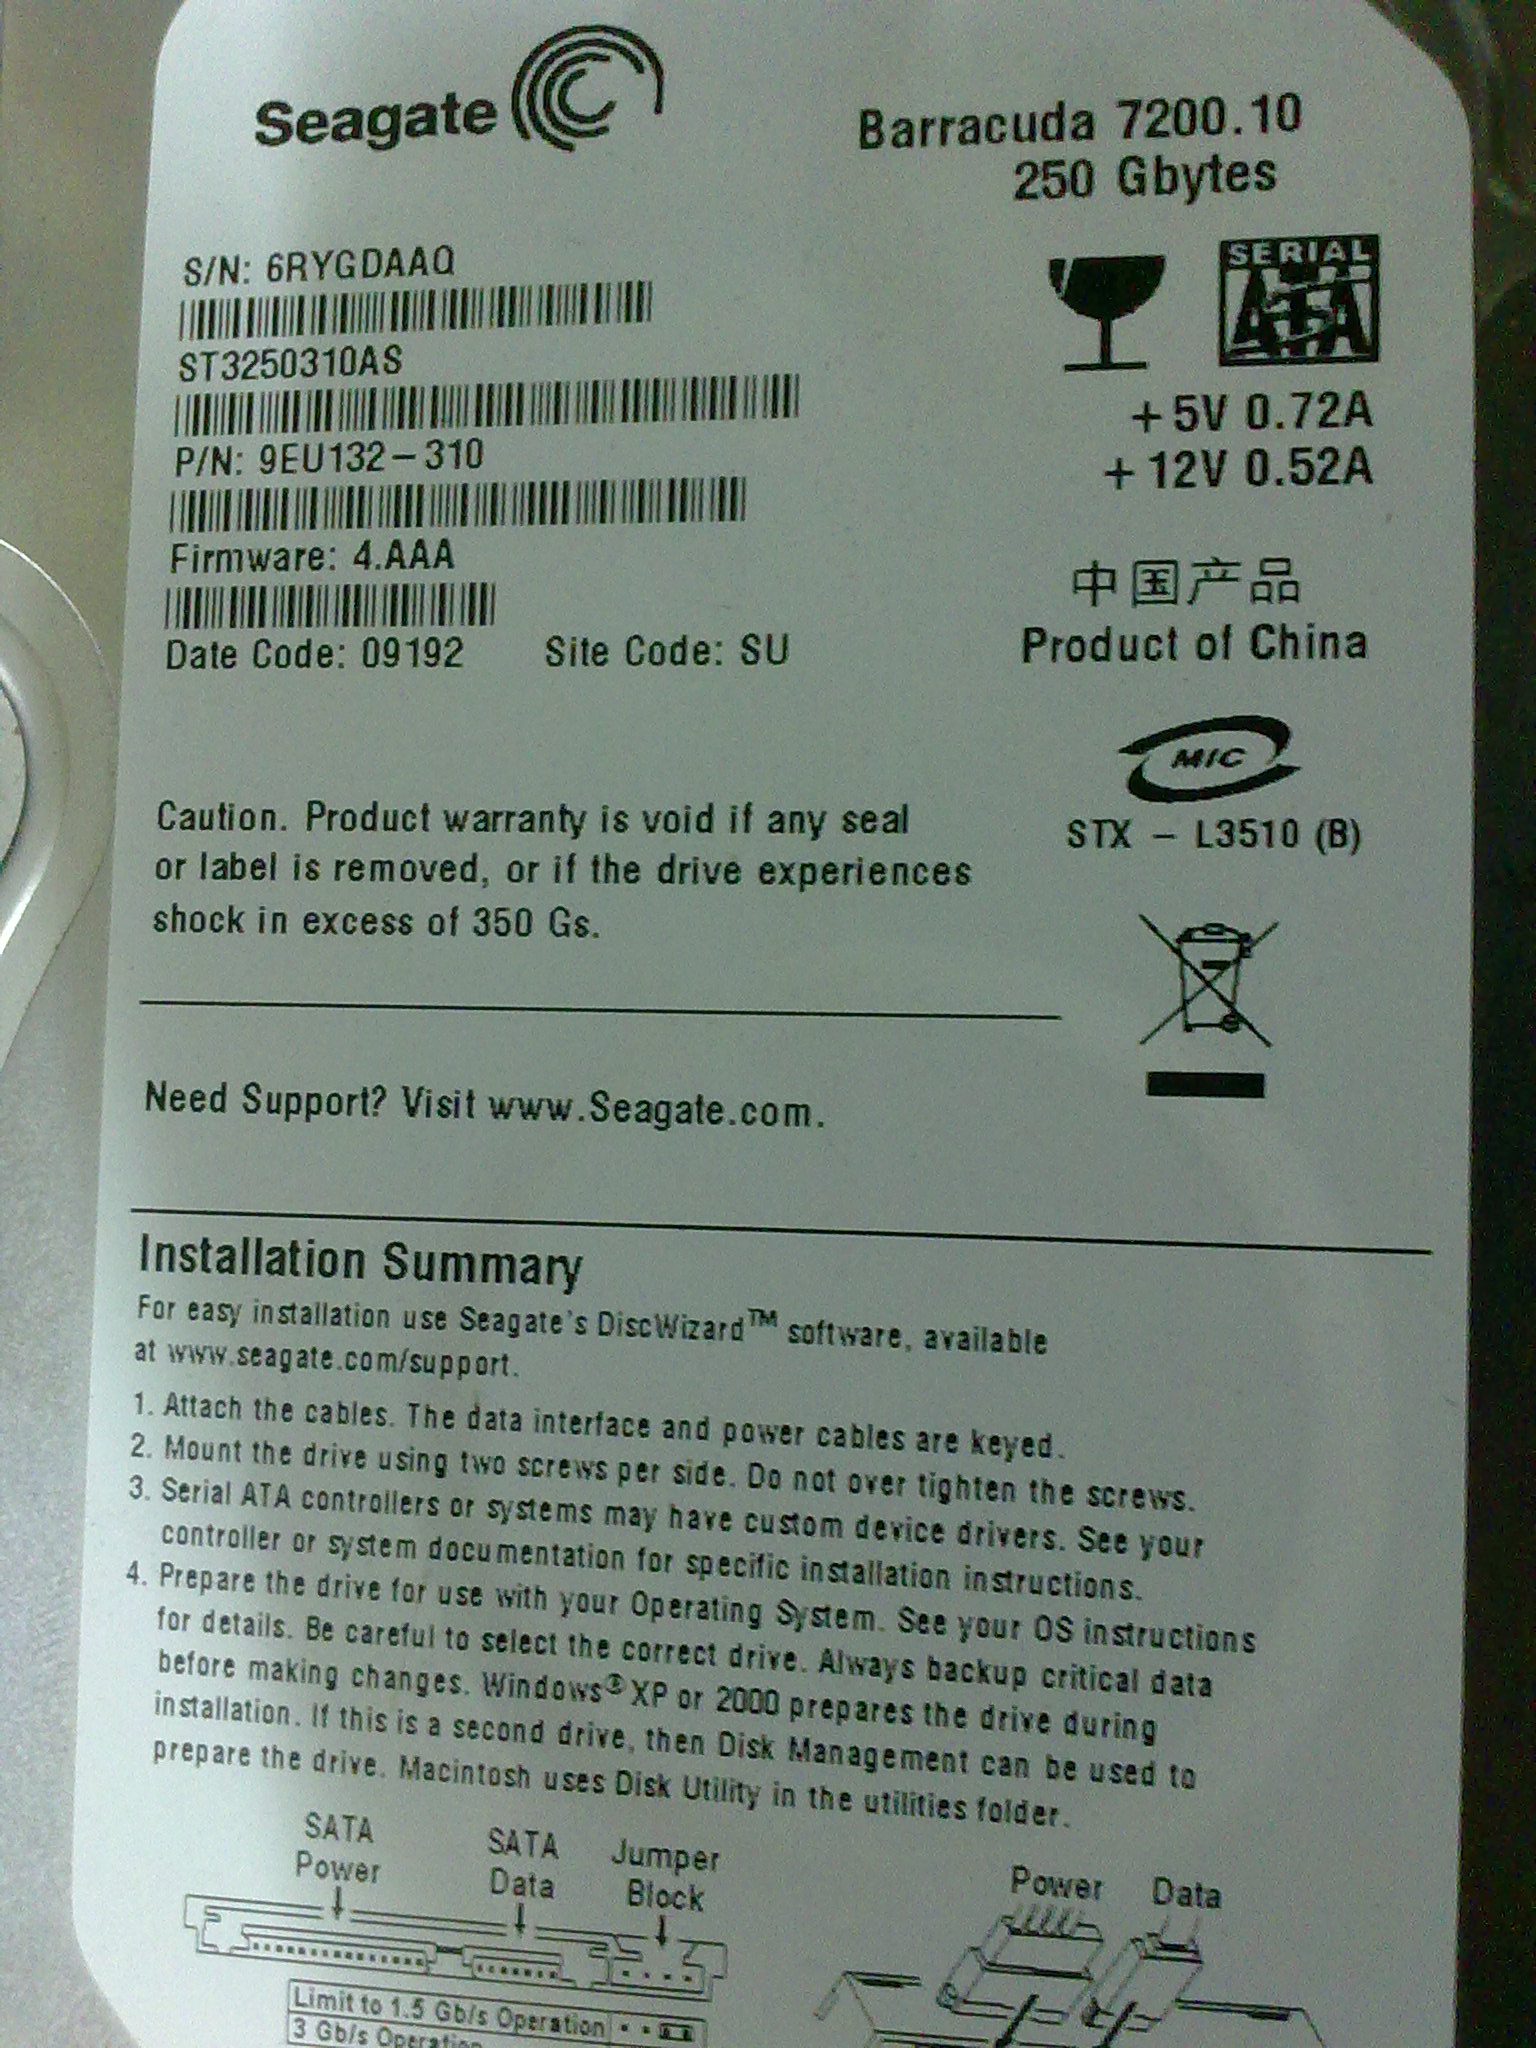 Seagate
Barracuda 7200.10
250 Gbytes
S/N: 6RYGDAAQ
ST3250310AS
P/N: 9EU132-310
Firmware: 4.AAA
Date Code: 09192 Site Code: SU
SERIAL
ATA
+5V 0.72A
+12V 0.52A
中国产品
Product of China
MIC
STX - L3510 (B)
Caution. Product warranty is void if any seal
or label is removed, or if the drive experiences
shock in excess of 350 Gs.
Need Support? Visit www.Seagate.com.
Installation Summary
For easy installation use Seagate's DiscWizard™ software, available
at www.seagate.com/support.
1. Attach the cables. The data interface and power cables are keyed.
2. Mount the drive using two screws per side. Do not over tighten the screws.
3. Serial ATA controllers or systems may have custom device drivers. See your
controller or system documentation for specific installation instructions.
4. Prepare the drive for use with your Operating System. See your OS instructions
for details. Be careful to select the correct drive. Always backup critical data
before making changes. Windows® XP or 2000 prepares the drive during
installation. If this is a second drive, then Disk Management can be used to
prepare the drive. Macintosh uses Disk Utility in the utilities folder.
SATA
Power
SATA
Data
Jumper
Block
Power
Data
Limit to 1.5 Gb/s Operation
3 Gb/s Operation